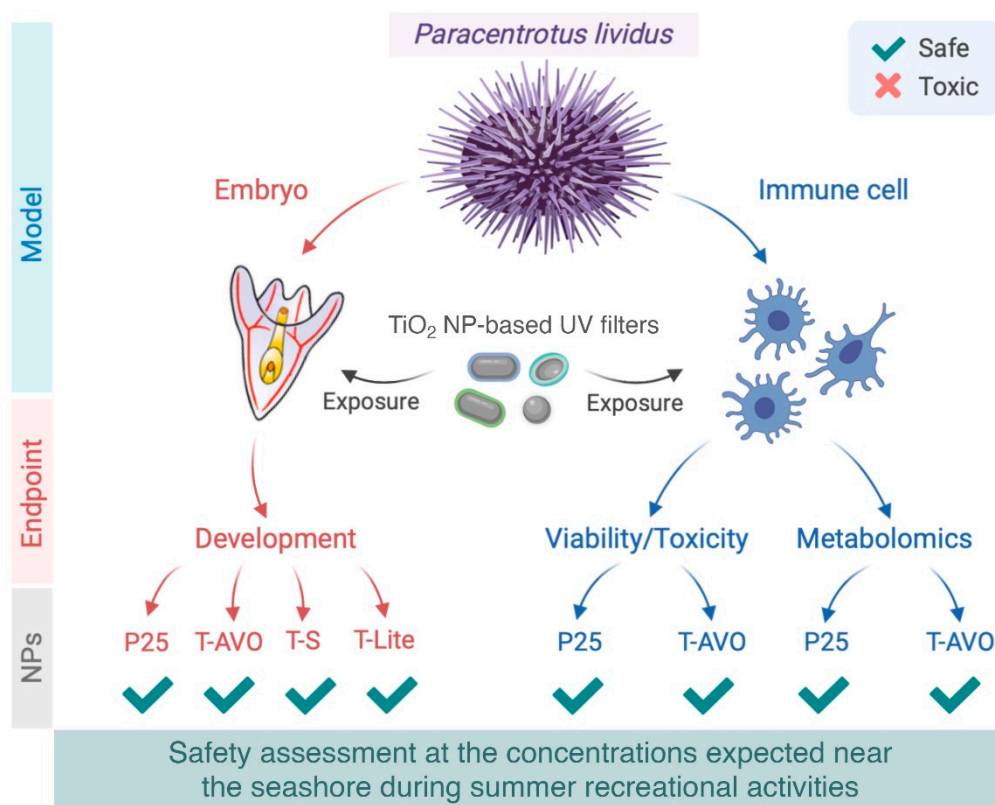 Paracentrotus lividus
Safe
Toxic
Model
Embryo
Immune cell
TiO₂ NP-based UV filters
Exposure
Exposure
Endpoint
Development
Viability/Toxicity
Metabolomics
NPs
P25
T-AVO
T-S
T-Lite
P25
T-AVO
P25
T-AVO
Safety assessment at the concentrations expected near
the seashore during summer recreational activities